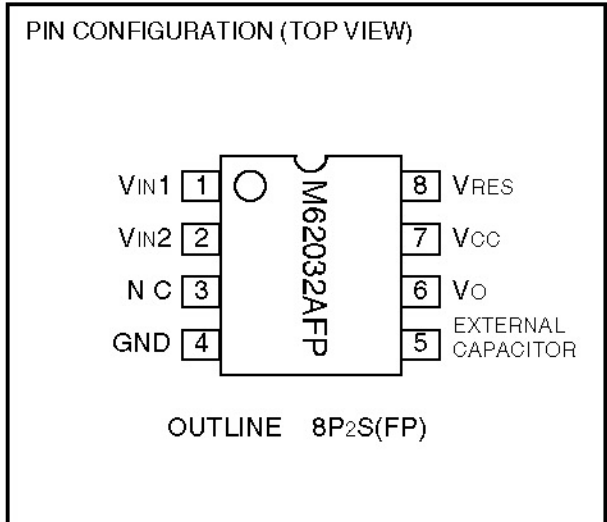 PIN CONFIGURATION (TOP VIEW)
VIN1 1
VIN2 2
N C 3
GND 4
M62032AFP
8 VRES
7 VCC
6 VO
5 EXTERNAL
CAPACITOR
OUTLINE 8P2S(FP)